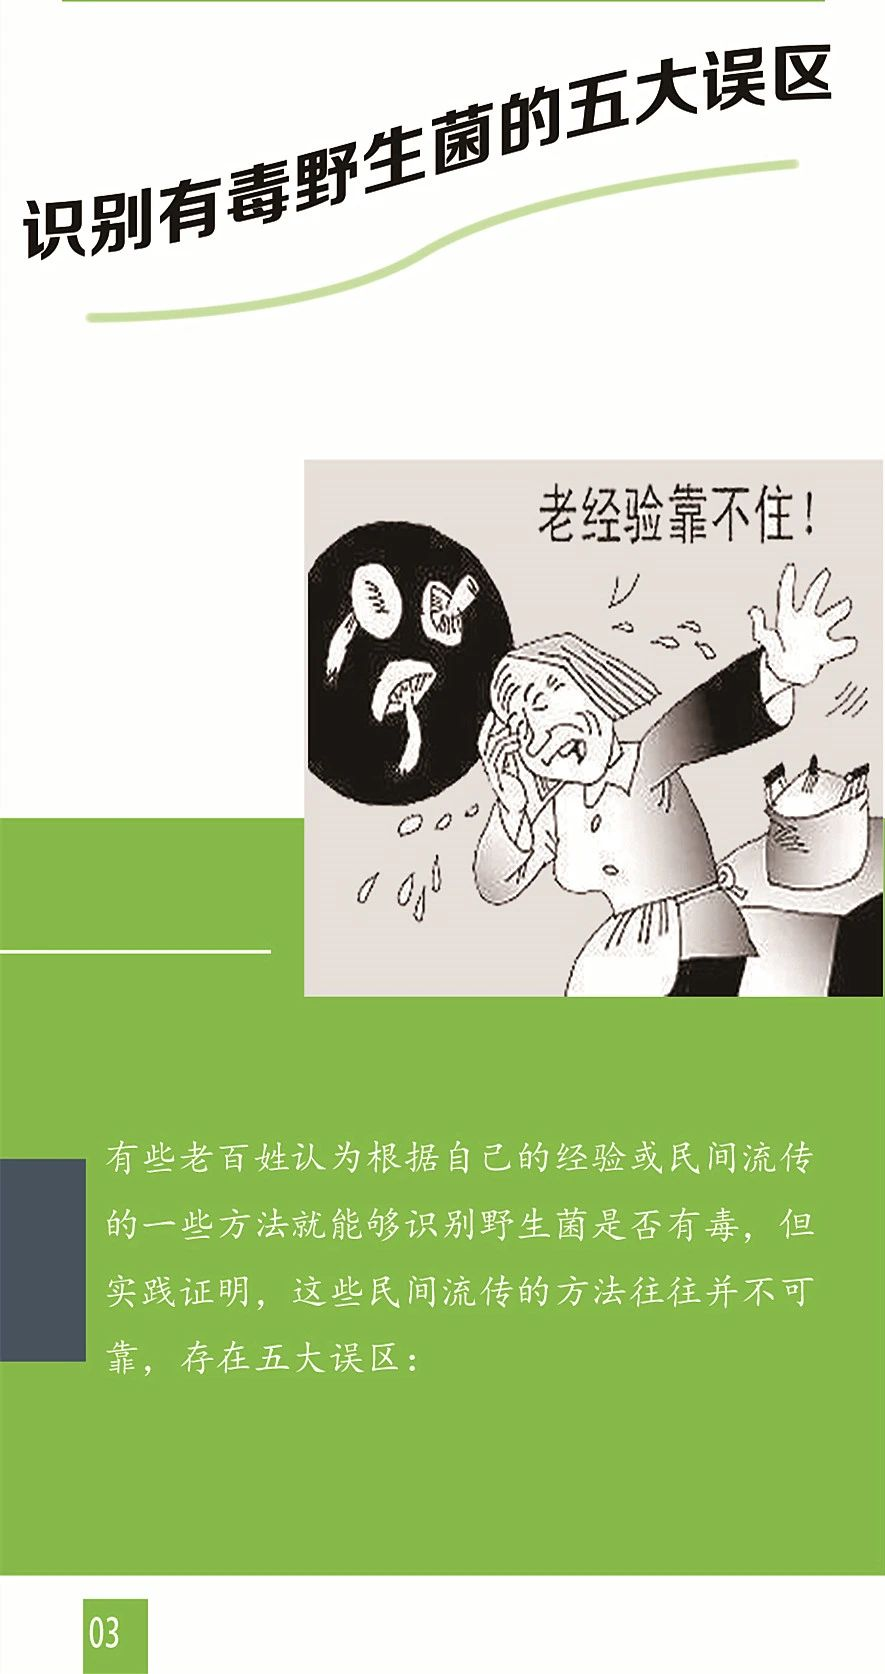 识别有毒野生菌的五大误区
老经验靠不住！
有些老百姓认为根据自己的经验或民间流传
的一些方法就能够识别野生菌是否有毒，但
实践证明，这些民间流传的方法往往并不可
靠，存在五大误区：
03